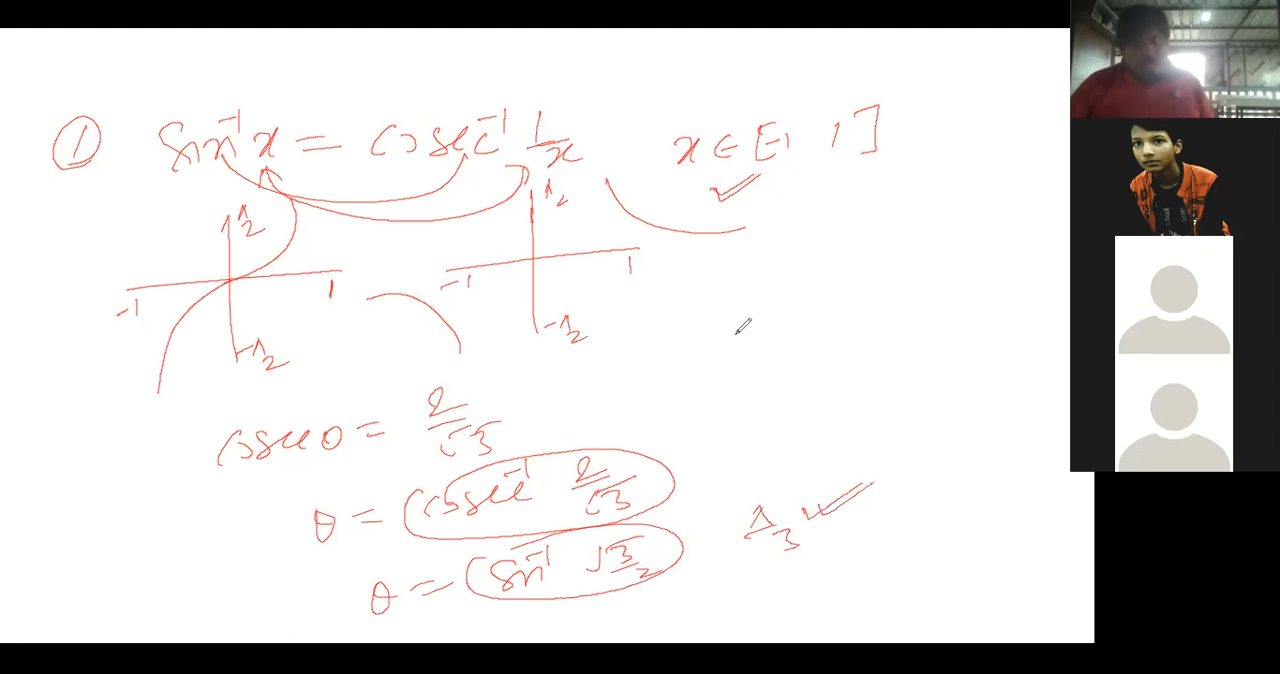 ① Sin⁻¹x = cosec⁻¹ 1/x x ∈ [-1, 1]
π/2 π/2
-1 1 -1 1
-π/2 -π/2
cosecθ = 2/√3
θ = cosec⁻¹ 2/√3 π/3
θ = Sin⁻¹ √3/2